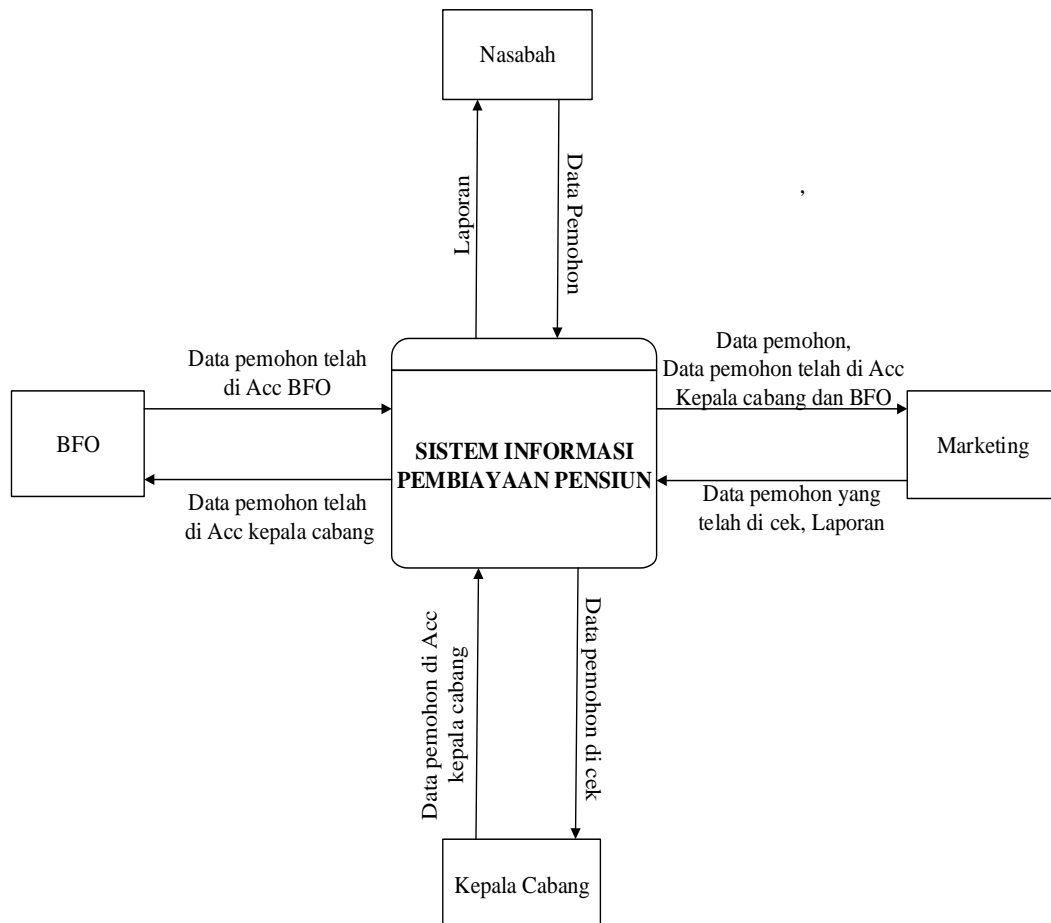 Nasabah
Laporan
Data Pemohon
,
Data pemohon telah
di Acc BFO
Data pemohon,
Data pemohon telah di Acc
Kepala cabang dan BFO
BFO
SISTEM INFORMASI
PEMBIAYAAN PENSIUN
Marketing
Data pemohon telah
di Acc kepala cabang
Data pemohon yang
telah di cek, Laporan
Data pemohon di Acc
kepala cabang
Data pemohon di cek
Kepala Cabang